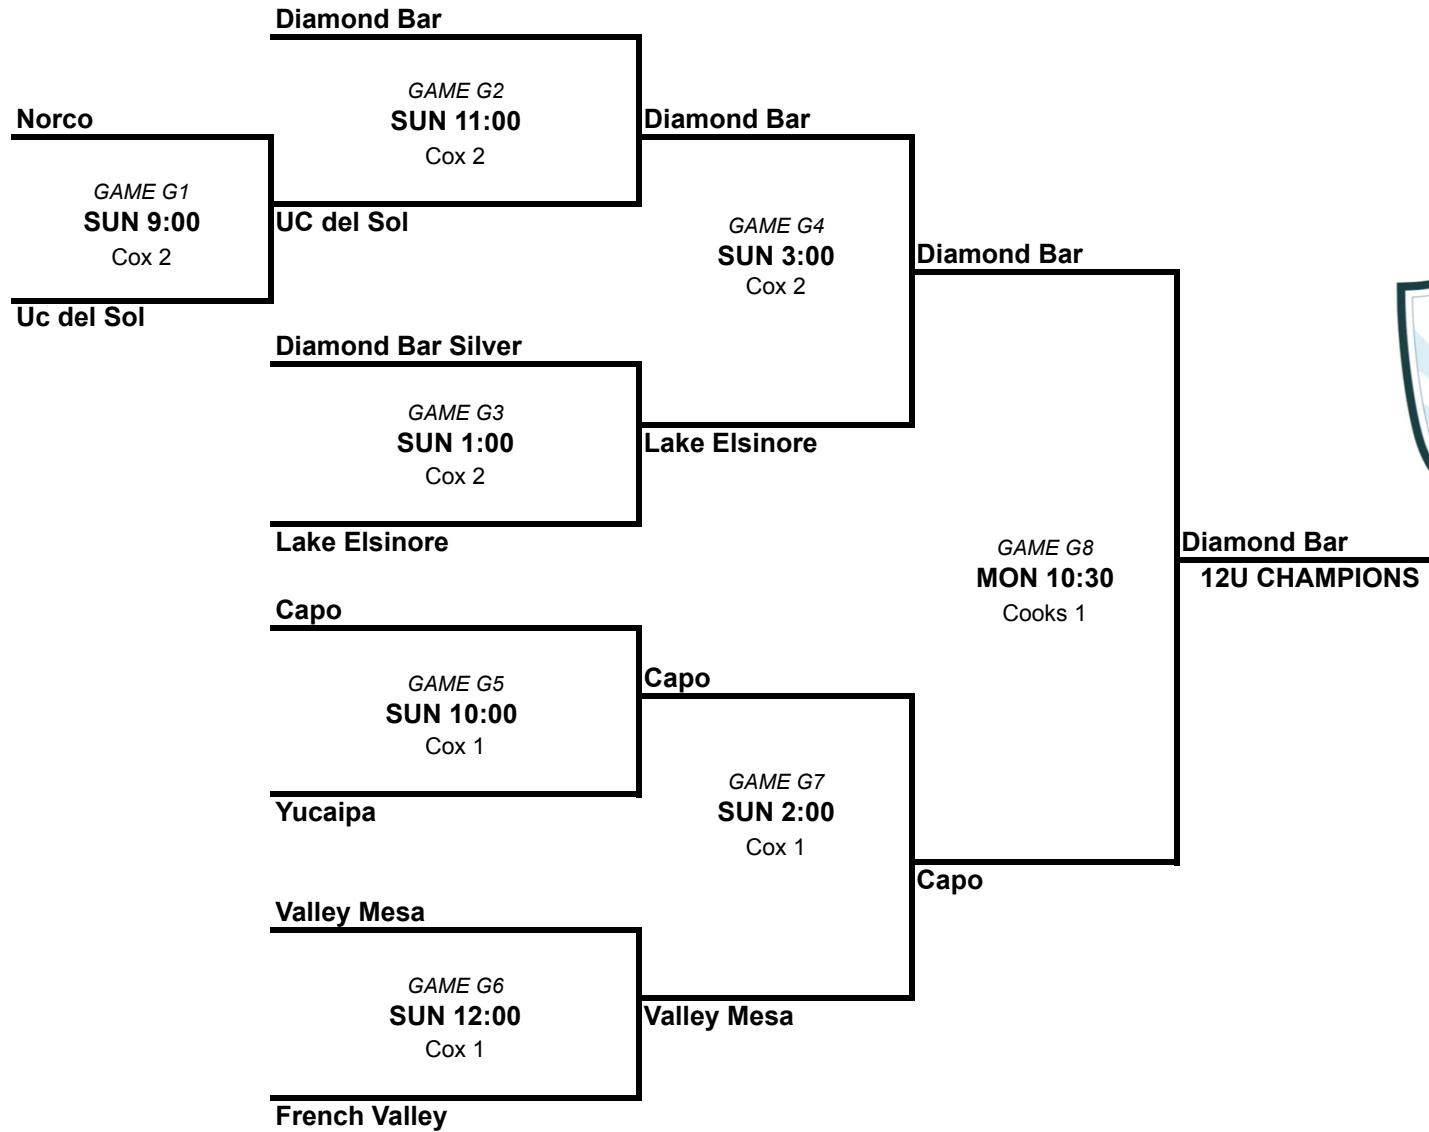 Diamond Bar
GAME G2
SUN 11:00
Cox 2
Norco
GAME G1
SUN 9:00
Cox 2
Uc del Sol
UC del Sol
Diamond Bar
GAME G4
SUN 3:00
Cox 2
Diamond Bar
Diamond Bar Silver
GAME G3
SUN 1:00
Cox 2
Lake Elsinore
Lake Elsinore
GAME G8
MON 10:30
Cooks 1
Diamond Bar
12U CHAMPIONS
Capo
GAME G5
SUN 10:00
Cox 1
Yucaipa
Capo
GAME G7
SUN 2:00
Cox 1
Capo
Valley Mesa
GAME G6
SUN 12:00
Cox 1
Valley Mesa
French Valley